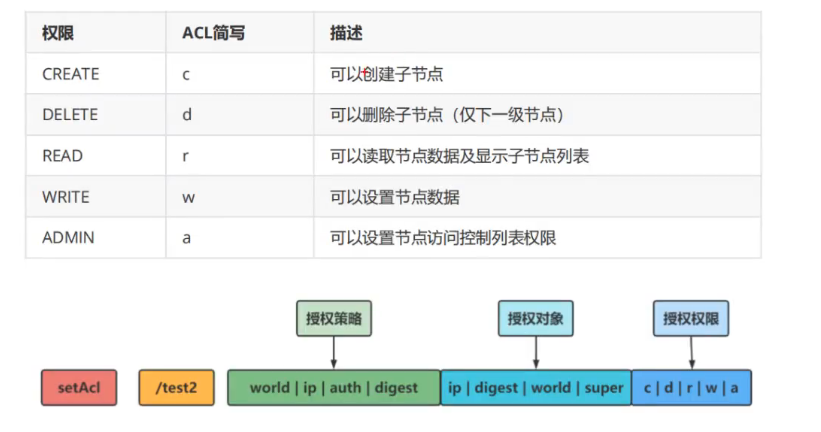 权限 ACL简写 描述
CREATE c 可以创建子节点
DELETE d 可以删除子节点（仅下一级节点）
READ r 可以读取节点数据及显示子节点列表
WRITE w 可以设置节点数据
ADMIN a 可以设置节点访问控制列表权限
授权策略 授权对象 授权权限
setAcl /test2 world | ip | auth | digest ip | digest | world | super c | d | r | w | a